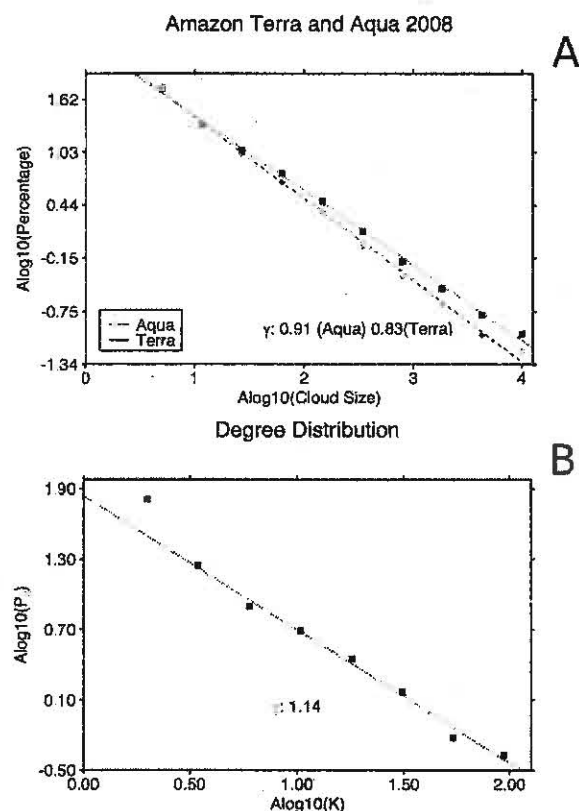 Amazon Terra and Aqua 2008
A
1.62
1.03
0.44
-0.15
-0.75
-1.34
Alog10(Percentage)
Aqua
Terra
γ: 0.91 (Aqua) 0.83(Terra)
0 1 2 3 4
Alog10(Cloud Size)
Degree Distribution
B
1.90
1.30
0.70
0.10
-0.50
: 1.14
0.00 0.50 1.00 1.50 2.00
Alog10(K)